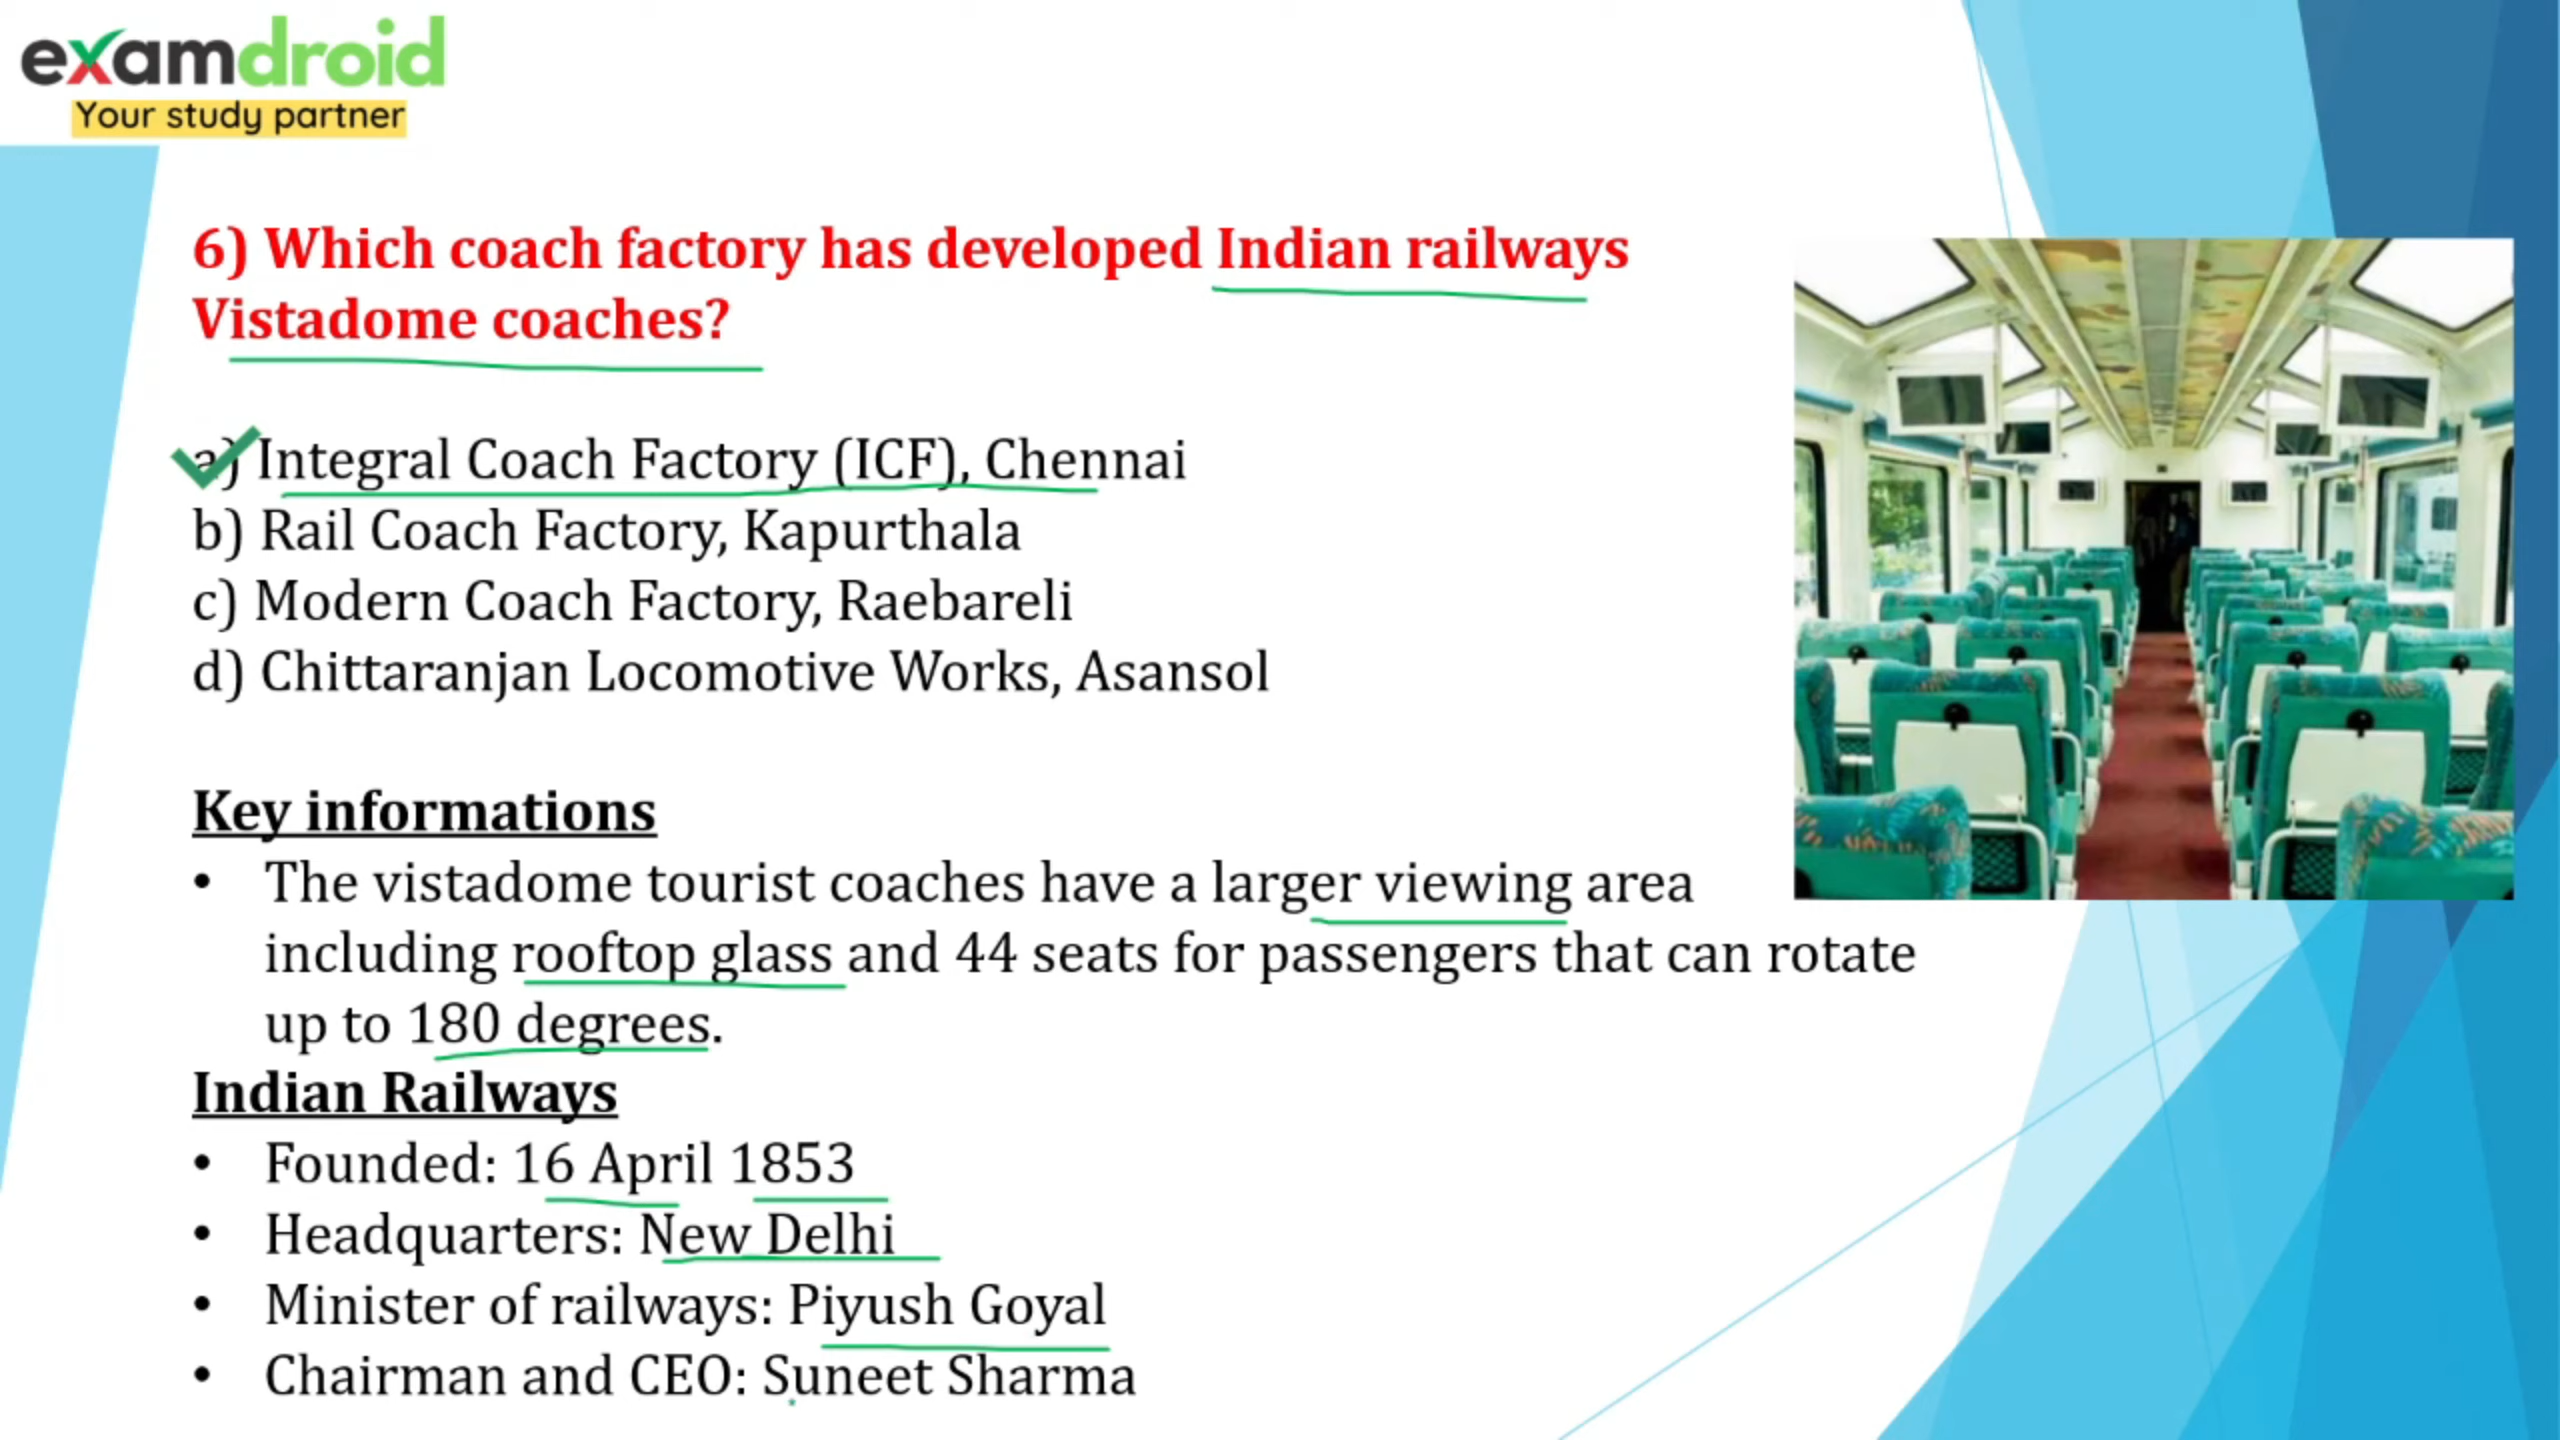 examdroid
Your study partner
6) Which coach factory has developed Indian railways
Vistadome coaches?
a) Integral Coach Factory (ICF), Chennai
b) Rail Coach Factory, Kapurthala
c) Modern Coach Factory, Raebareli
d) Chittaranjan Locomotive Works, Asansol
Key informations
• The vistadome tourist coaches have a larger viewing area
including rooftop glass and 44 seats for passengers that can rotate
up to 180 degrees.
Indian Railways
• Founded: 16 April 1853
• Headquarters: New Delhi
• Minister of railways: Piyush Goyal
• Chairman and CEO: Suneet Sharma